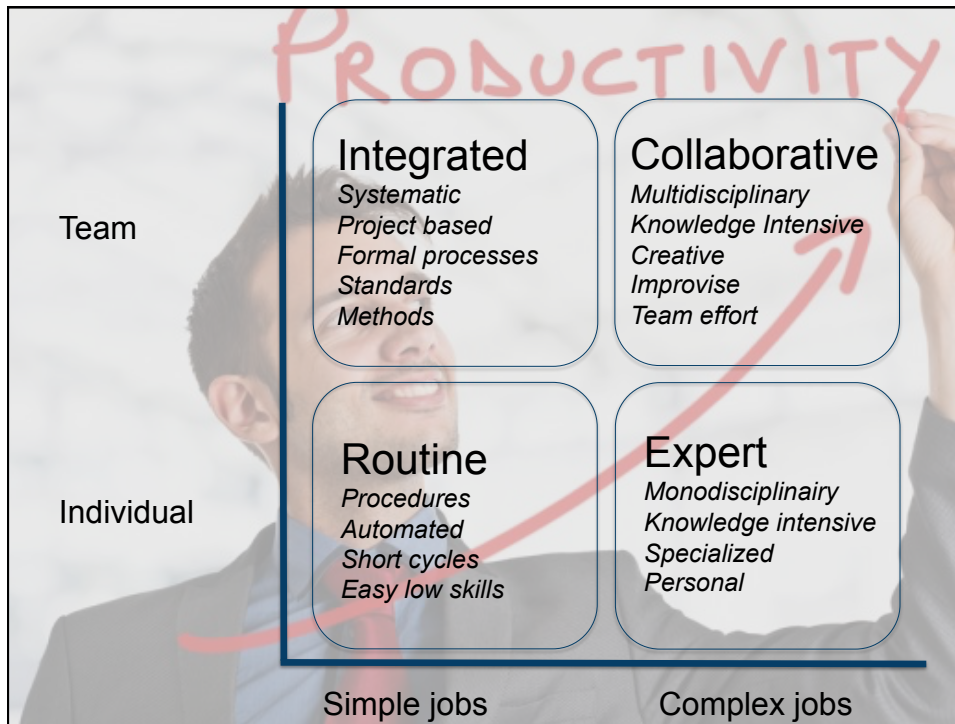 PRODUCTIVITY
Team
Integrated
Systematic
Project based
Formal processes
Standards
Methods
Collaborative
Multidisciplinary
Knowledge Intensive
Creative
Improvise
Team effort
Individual
Routine
Procedures
Automated
Short cycles
Easy low skills
Expert
Monodisciplinairy
Knowledge intensive
Specialized
Personal
Simple jobs
Complex jobs